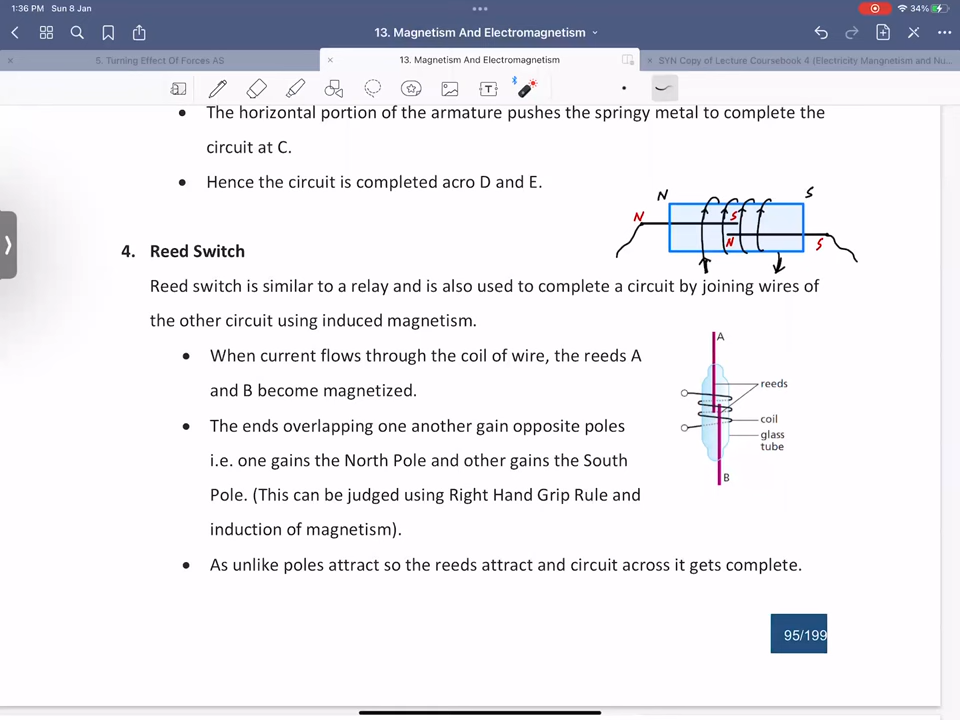 1:36 PM Sun 8 Jan
34%
13. Magnetism And Electromagnetism
5. Turning Effect Of Forces AS
13. Magnetism And Electromagnetism
SYN Copy of Lecture Coursebook 4 (Electricity Mangnetism and Nu...
• The horizontal portion of the armature pushes the springy metal to complete the
circuit at C.
• Hence the circuit is completed acro D and E.
N S
N S
N S
4. Reed Switch
Reed switch is similar to a relay and is also used to complete a circuit by joining wires of
the other circuit using induced magnetism.
• When current flows through the coil of wire, the reeds A
and B become magnetized.
• The ends overlapping one another gain opposite poles
i.e. one gains the North Pole and other gains the South
Pole. (This can be judged using Right Hand Grip Rule and
induction of magnetism).
• As unlike poles attract so the reeds attract and circuit across it gets complete.
A
reeds
coil
glass
tube
B
95/199